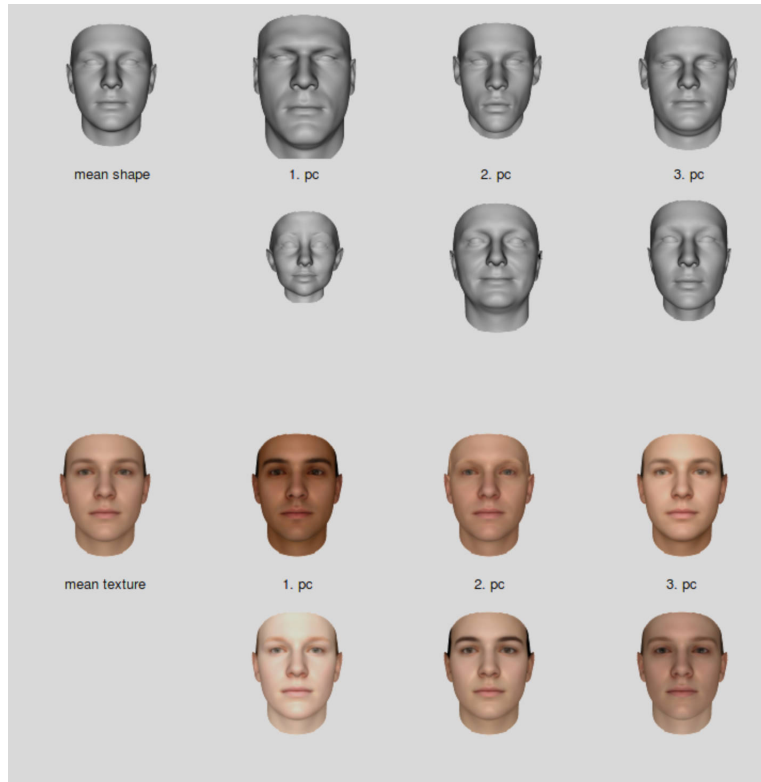 mean shape 1. pc 2. pc 3. pc
mean texture 1. pc 2. pc 3. pc